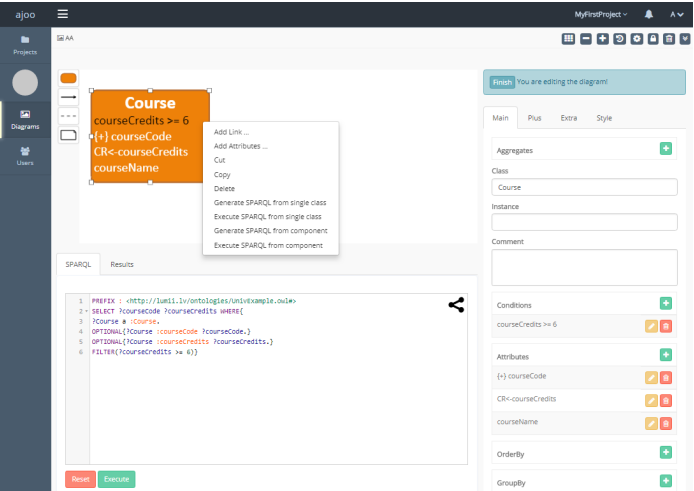 ajoo
MyFirstProject
A
Projects
AA
Diagrams
Users
Course
courseCredits >= 6
{+} courseCode
CR<-courseCredits
courseName
Add Link ...
Add Attributes ...
Cut
Copy
Delete
Generate SPARQL from single class
Execute SPARQL from single class
Generate SPARQL from component
Execute SPARQL from component
SPARQL Results
1 PREFIX : <http://lumii.lv/ontologies/UnivExample.owl#>
2 SELECT ?courseCode ?courseCredits WHERE{
3 ?Course a :Course.
4 OPTIONAL{?Course :courseCode ?courseCode.}
5 OPTIONAL{?Course :courseCredits ?courseCredits.}
6 FILTER(?courseCredits >= 6)}
Reset Execute
Finish You are editing the diagram!
Main Plus Extra Style
Aggregates
Class
Course
Instance
Comment
Conditions
courseCredits >= 6
Attributes
{+} courseCode
CR<-courseCredits
courseName
OrderBy
GroupBy